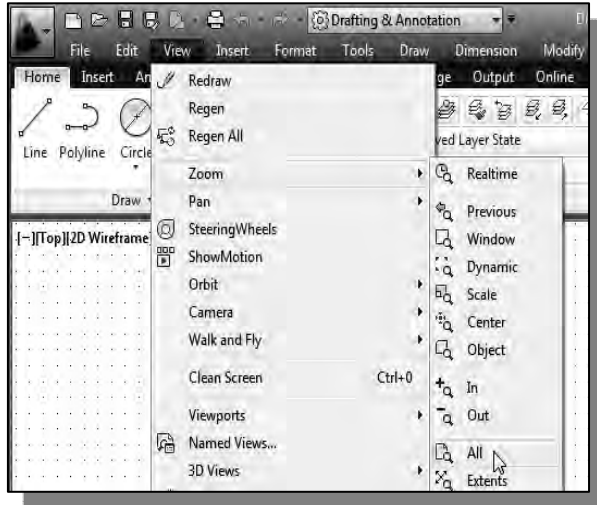 Drafting & Annotation
File Edit View Insert Format Tools Draw Dimension Modify
Home Insert An ge Output Online
Redraw
Regen
Regen All
Zoom
Pan
SteeringWheels
ShowMotion
Orbit
Camera
Walk and Fly
Clean Screen Ctrl+0
Viewports
Named Views...
3D Views
Line Polyline Circle
Draw
[-][Top][2D Wireframe
ved Layer State
Realtime
Previous
Window
Dynamic
Scale
Center
Object
In
Out
All
Extents